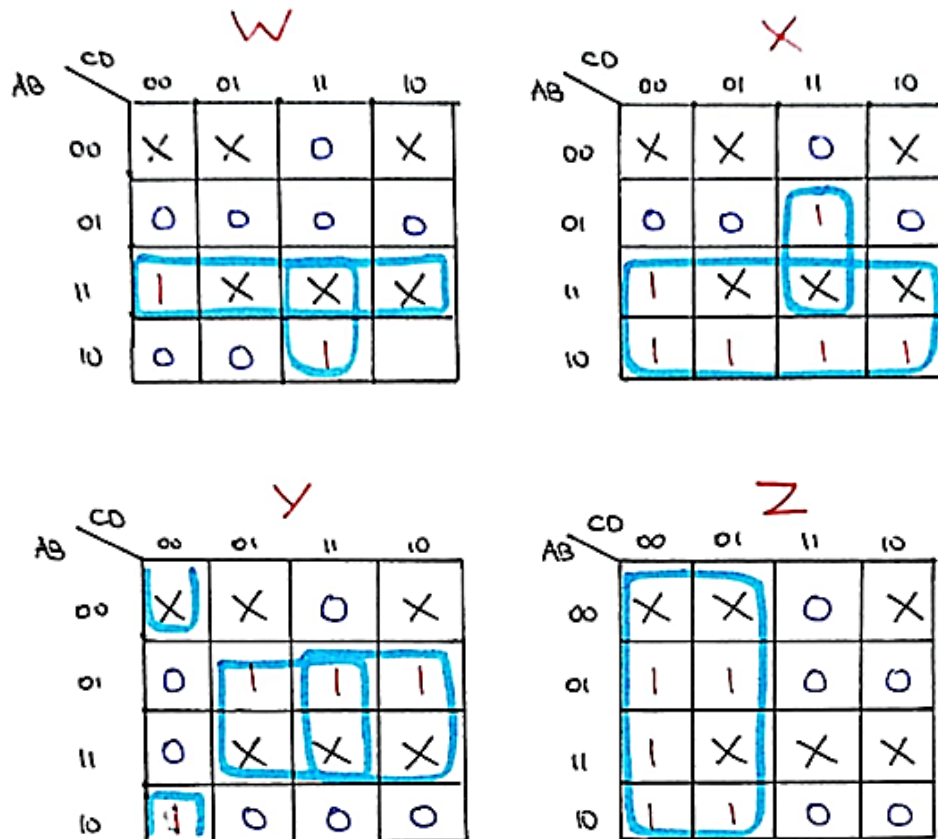 W X
CD CD
AB 00 01 11 10 AB 00 01 11 10
00 X X 0 X 00 X X 0 X
01 0 0 0 0 01 0 0 1 0
11 1 X X X 11 1 X X X
10 0 0 1 10 1 1 1 1
Y Z
CD CD
AB 00 01 11 10 AB 00 01 11 10
00 X X 0 X 00 X X 0 X
01 0 1 1 1 01 1 1 0 0
11 0 X X X 11 1 X X X
10 1 0 0 0 10 1 1 0 0